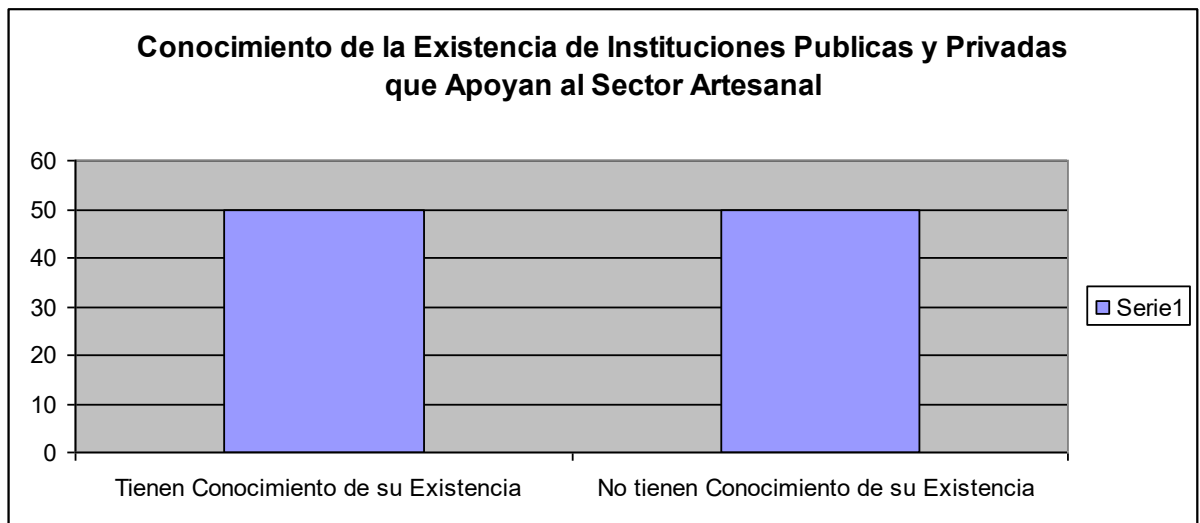 Conocimiento de la Existencia de Instituciones Publicas y Privadas
que Apoyan al Sector Artesanal
60
50
40
30
20
10
0
Tienen Conocimiento de su Existencia
No tienen Conocimiento de su Existencia
Serie1